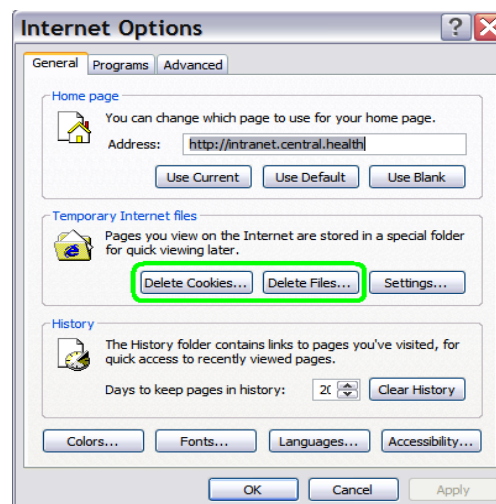 Internet Options
General Programs Advanced
Home page
You can change which page to use for your home page.
Address: http://intranet.central.health
Use Current Use Default Use Blank
Temporary Internet files
Pages you view on the Internet are stored in a special folder
for quick viewing later.
Delete Cookies... Delete Files... Settings...
History
The History folder contains links to pages you've visited, for
quick access to recently viewed pages.
Days to keep pages in history: 20 Clear History
Colors... Fonts... Languages... Accessibility...
OK Cancel Apply